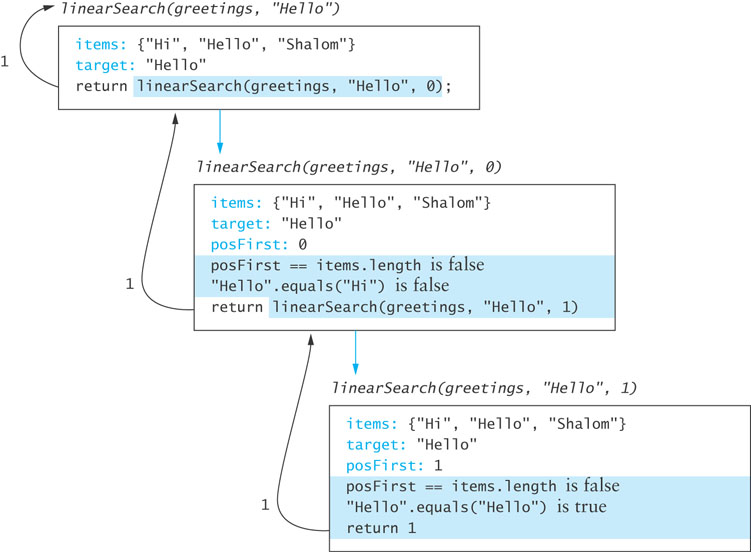 linearSearch(greetings, "Hello")
items: {"Hi", "Hello", "Shalom"}
target: "Hello"
1
return linearSearch(greetings, "Hello", 0);
linearSearch(greetings, "Hello", 0)
items: {"Hi", "Hello", "Shalom"}
target: "Hello"
posFirst: 0
posFirst == items.length is false
"Hello".equals("Hi") is false
1
return linearSearch(greetings, "Hello", 1)
linearSearch(greetings, "Hello", 1)
items: {"Hi", "Hello", "Shalom"}
target: "Hello"
posFirst: 1
posFirst == items.length is false
"Hello".equals("Hello") is true
1
return 1